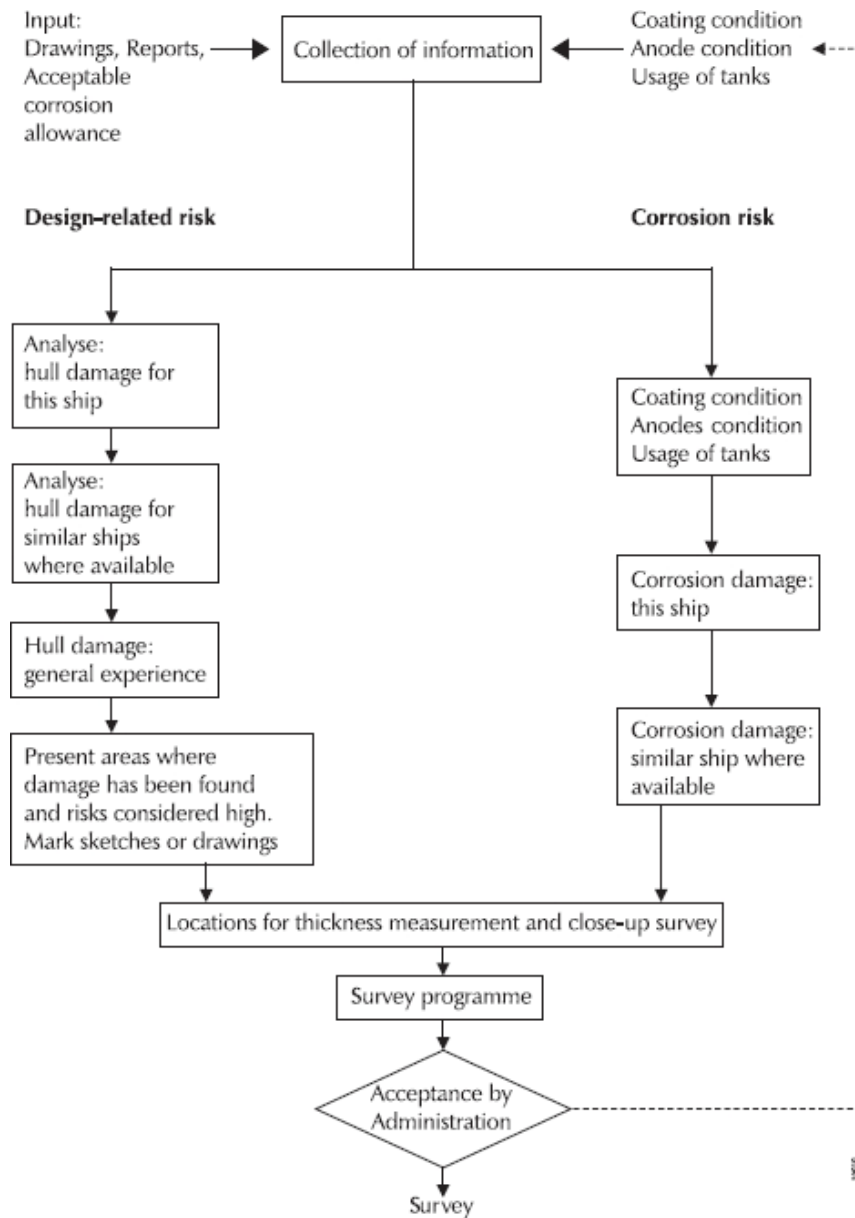 Input:
Drawings, Reports,
Acceptable
corrosion
allowance
Collection of information
Coating condition
Anode condition
Usage of tanks
Design–related risk
Corrosion risk
Analyse:
hull damage for
this ship
Analyse:
hull damage for
similar ships
where available
Hull damage:
general experience
Present areas where
damage has been found
and risks considered high.
Mark sketches or drawings
Coating condition
Anodes condition
Usage of tanks
Corrosion damage:
this ship
Corrosion damage:
similar ship where
available
Locations for thickness measurement and close-up survey
Survey programme
Acceptance by
Administration
Survey